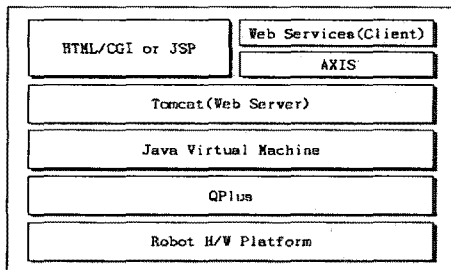 HTML/CGI or JSP
Web Services(Client)
AXIS
Tomcat(Web Server)
Java Virtual Machine
QPlus
Robot H/W Platform